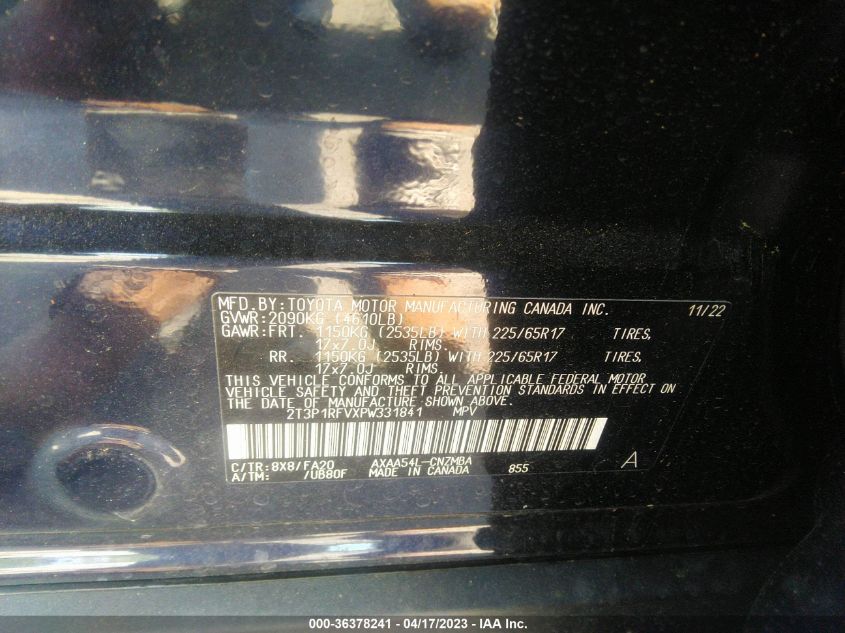 MFD. BY: TOYOTA MOTOR MANUFACTURING CANADA INC. 11/22
GVWR: 2090KG (4610LB)
GAWR: FRT. 1150KG (2535LB) WITH 225/65R17 TIRES,
17x7.0J RIMS.
RR. 1150KG (2535LB) WITH 225/65R17 TIRES,
17x7.0J RIMS.
THIS VEHICLE CONFORMS TO ALL APPLICABLE FEDERAL MOTOR
VEHICLE SAFETY AND THEFT PREVENTION STANDARDS IN EFFECT ON
THE DATE OF MANUFACTURE SHOWN ABOVE.
2T3P1RFVXPW331841 MPV
C/TR: 8X8/FA20 AXAA54L-CNZMBA A
A/TM: /UB80F MADE IN CANADA 855
000-36378241 - 04/17/2023 - IAA Inc.